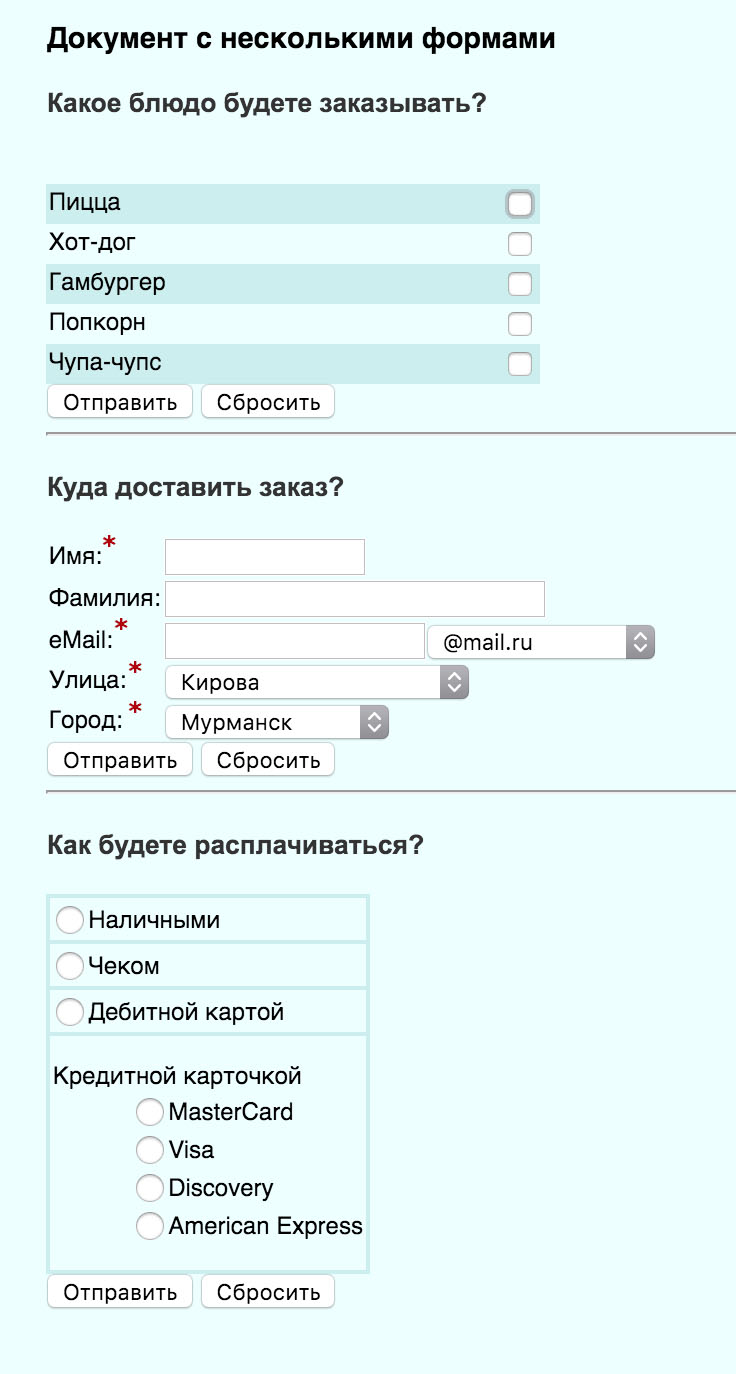 Документ с несколькими формами
Какое блюдо будете заказывать?
Пицца
Хот-дог
Гамбургер
Попкорн
Чупа-чупс
Отправить Сбросить
Куда доставить заказ?
Имя:*
Фамилия:
eMail:* @mail.ru
Улица:* Кирова
Город: * Мурманск
Отправить Сбросить
Как будете расплачиваться?
Наличными
Чеком
Дебитной картой
Кредитной карточкой
MasterCard
Visa
Discovery
American Express
Отправить Сбросить